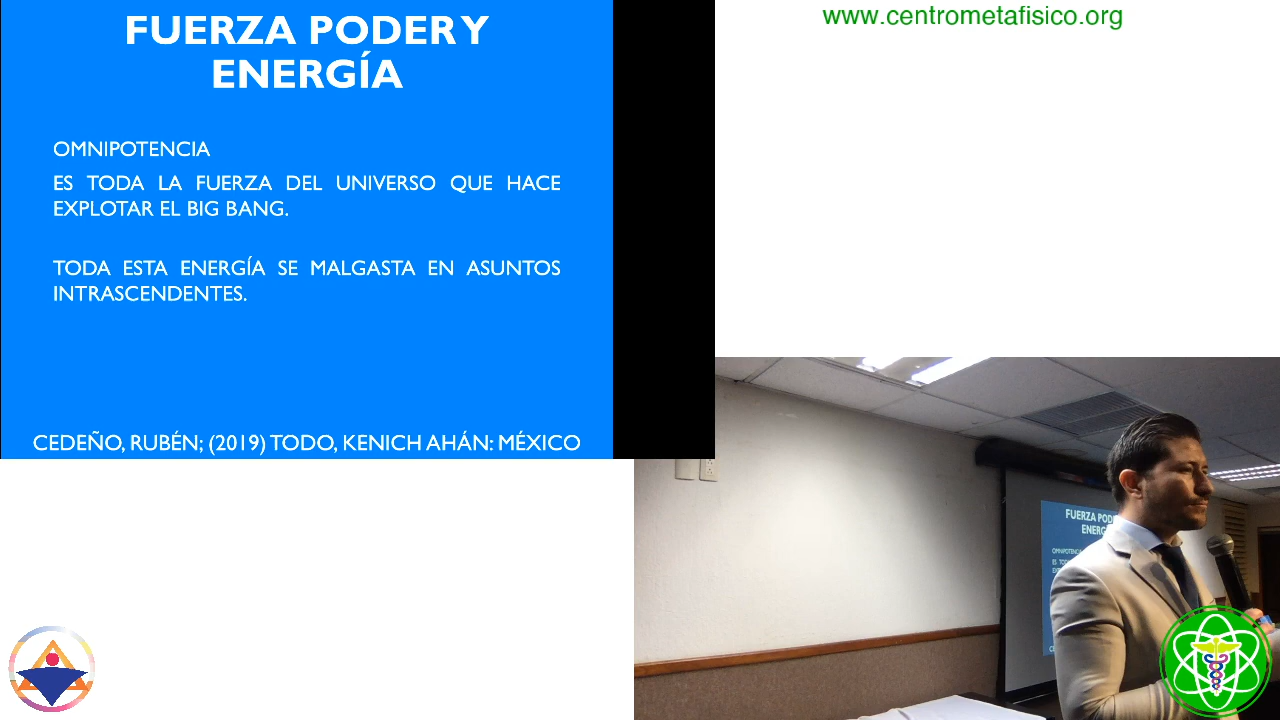 FUERZA PODER Y
ENERGÍA
OMNIPOTENCIA
ES TODA LA FUERZA DEL UNIVERSO QUE HACE
EXPLOTAR EL BIG BANG.
TODA ESTA ENERGÍA SE MALGASTA EN ASUNTOS
INTRASCENDENTES.
CEDEÑO, RUBÉN; (2019) TODO, KENICH AHÁN: MÉXICO
www.centrometafisico.org
FUERZA POD
ENERG